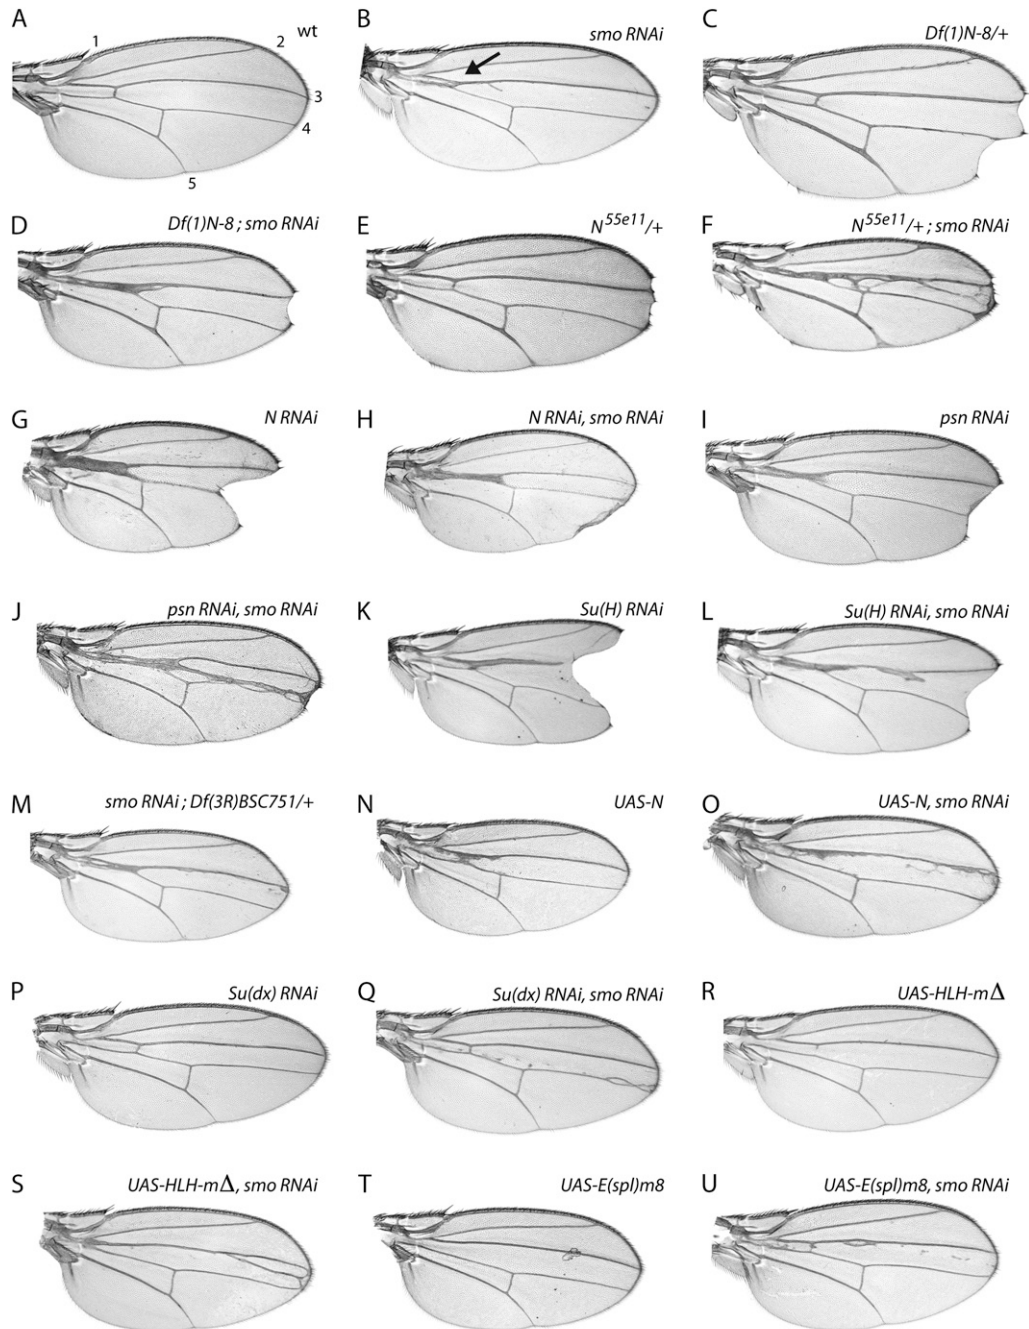 A
wt
1
2
3
4
5
B
smo RNAi
C
Df(1)N-8/+
D
Df(1)N-8 ; smo RNAi
E
N55e11/+
F
N55e11/+ ; smo RNAi
G
N RNAi
H
N RNAi, smo RNAi
I
psn RNAi
J
psn RNAi, smo RNAi
K
Su(H) RNAi
L
Su(H) RNAi, smo RNAi
M
smo RNAi ; Df(3R)BSC751/+
N
UAS-N
O
UAS-N, smo RNAi
P
Su(dx) RNAi
Q
Su(dx) RNAi, smo RNAi
R
UAS-HLH-mΔ
S
UAS-HLH-mΔ, smo RNAi
T
UAS-E(spl)m8
U
UAS-E(spl)m8, smo RNAi